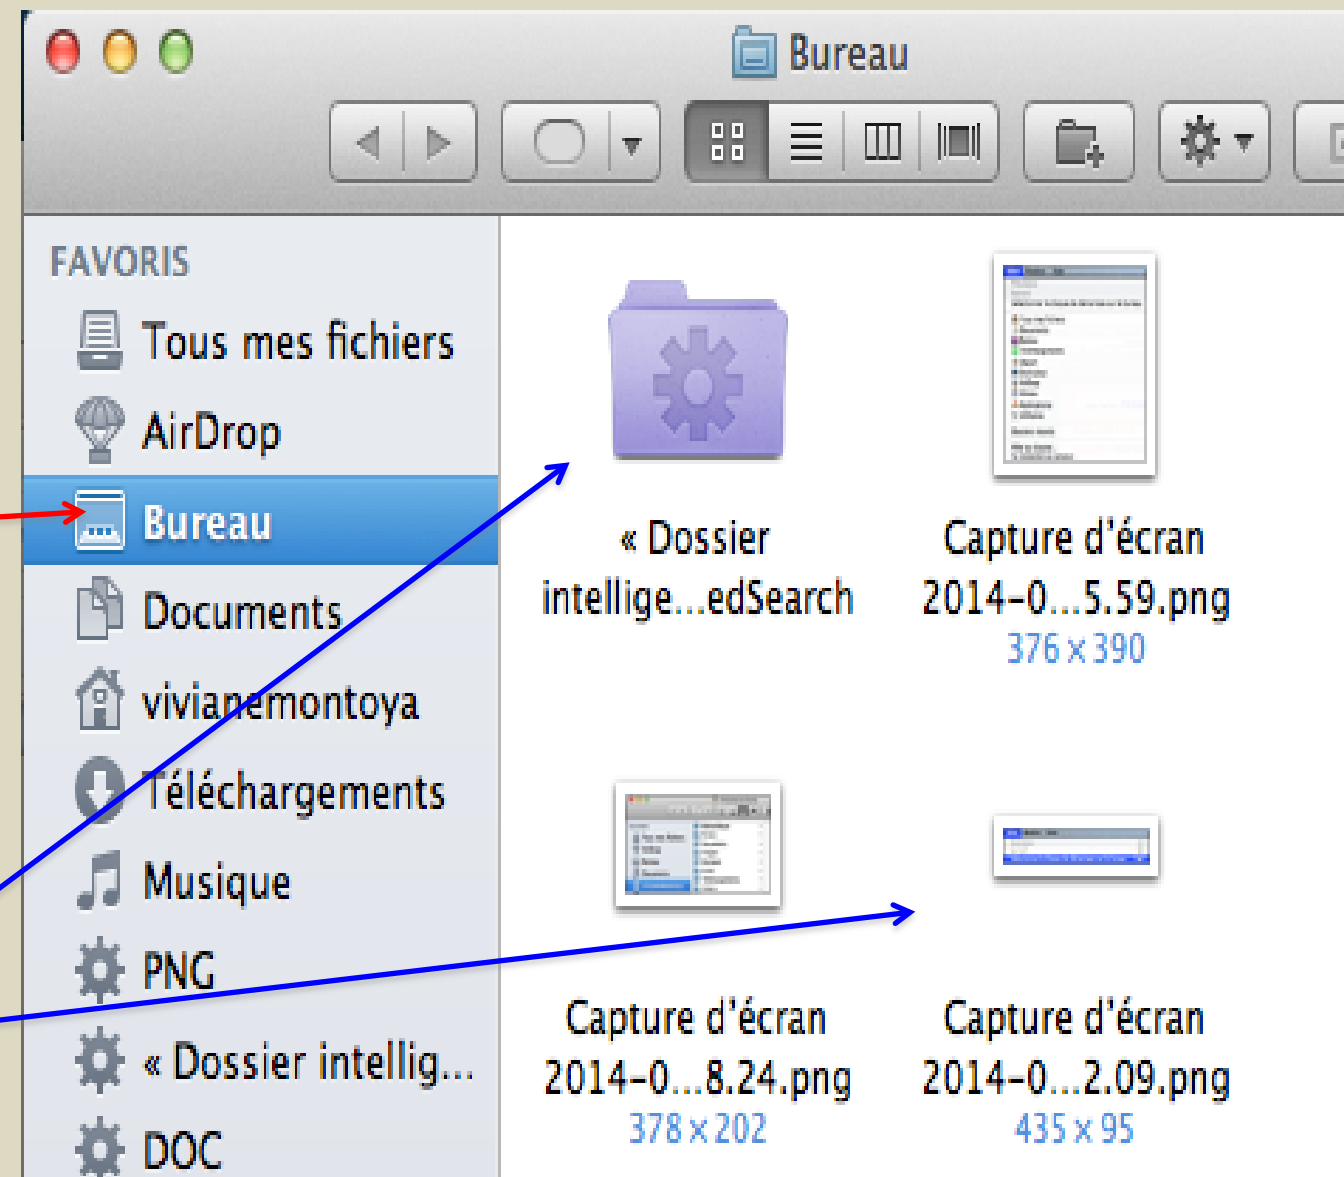 Bureau
FAVORIS
Tous mes fichiers
AirDrop
Bureau
Documents
vivianemontoya
Téléchargements
Musique
PNG
« Dossier intellig...
DOC
« Dossier
intellige...edSearch
Capture d'écran
2014-0...5.59.png
376 x 390
Capture d'écran
2014-0...8.24.png
378 x 202
Capture d'écran
2014-0...2.09.png
435 x 95